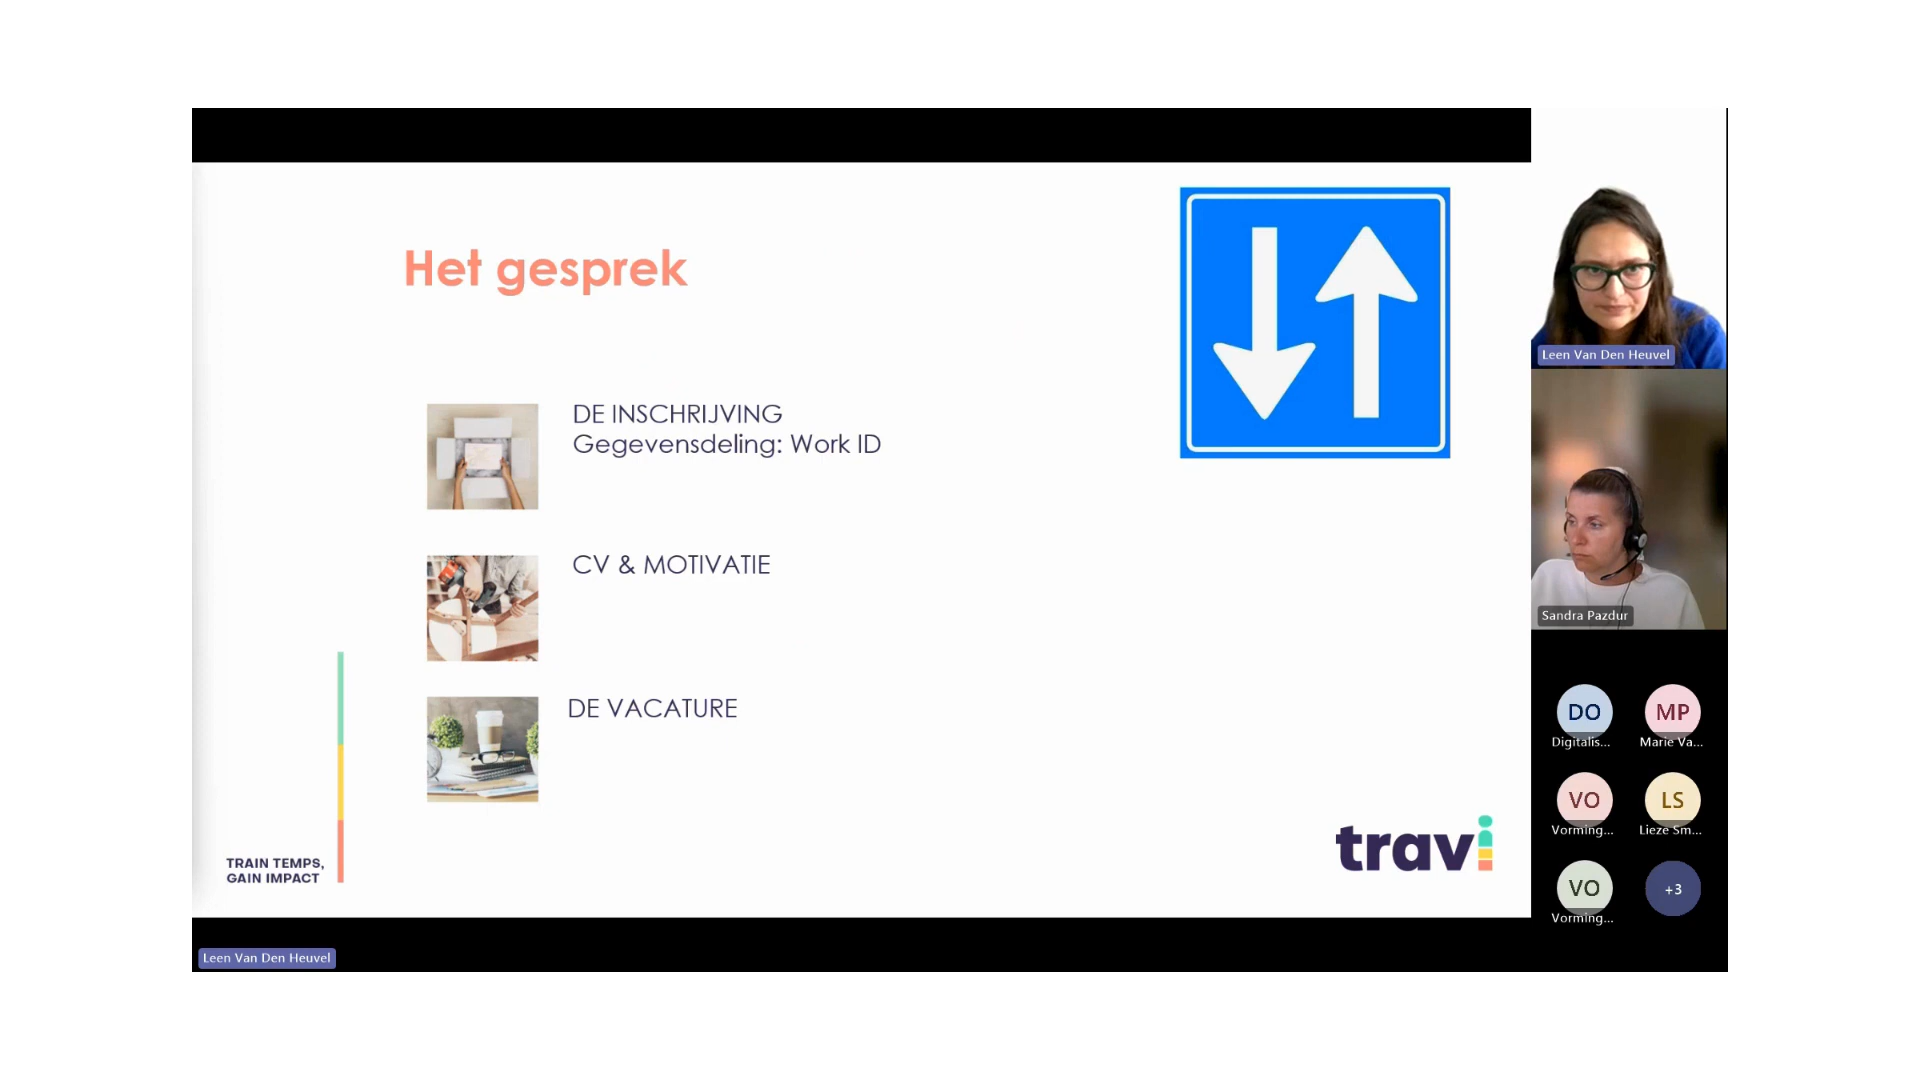 Het gesprek
DE INSCHRIJVING
Gegevensdeling: Work ID
CV & MOTIVATIE
DE VACATURE
TRAIN TEMPS,
GAIN IMPACT
travi
Leen Van Den Heuvel
Leen Van Den Heuvel
Sandra Pazdur
DO
Digitalis...
MP
Marie Va...
VO
Vorming...
LS
Lieze Sm...
VO
Vorming...
+3